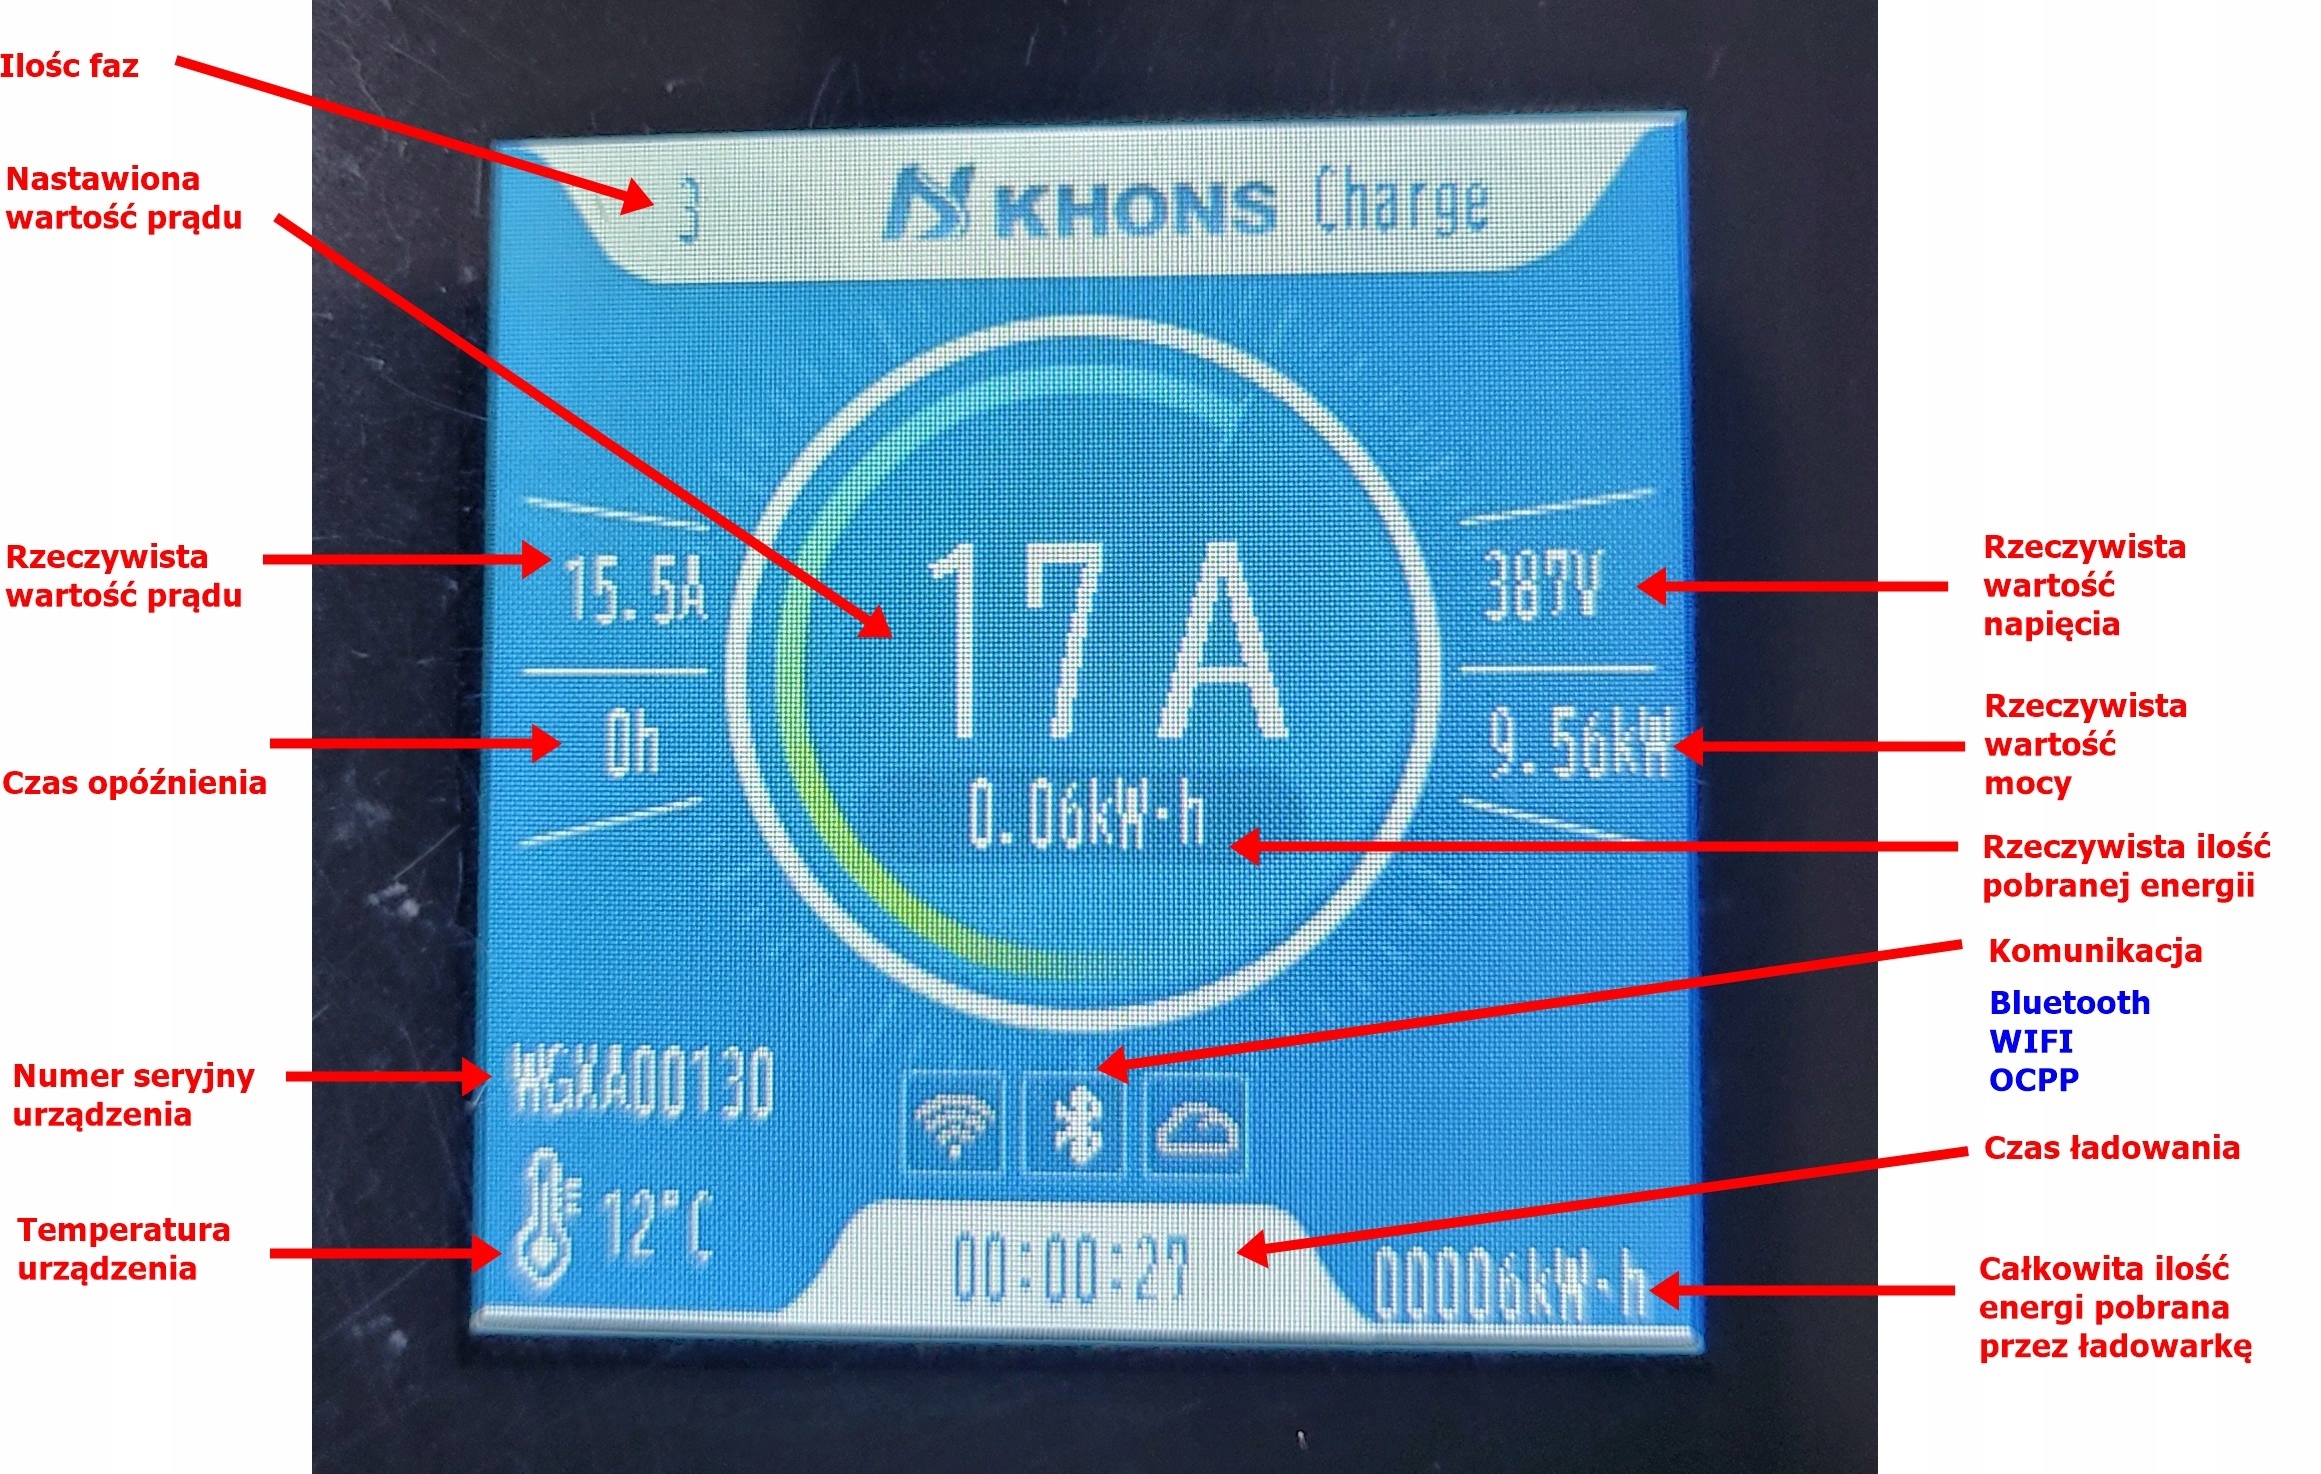 Ilośc faz
3
KHONS Charge
Nastawiona
wartość prądu
Rzeczywista
wartość prądu
15.5A
17A
387V
Rzeczywista
wartość
napięcia
Czas opóźnienia
0h
0.06kW·h
9.56kW
Rzeczywista
wartość
mocy
Rzeczywista ilość
pobranej energii
Komunikacja
Bluetooth
WIFI
OCPP
Numer seryjny
urządzenia
WGXA00130
Czas ładowania
Temperatura
urządzenia
12°C
00:00:27
00006kW·h
Całkowita ilość
energi pobrana
przez ładowarkę